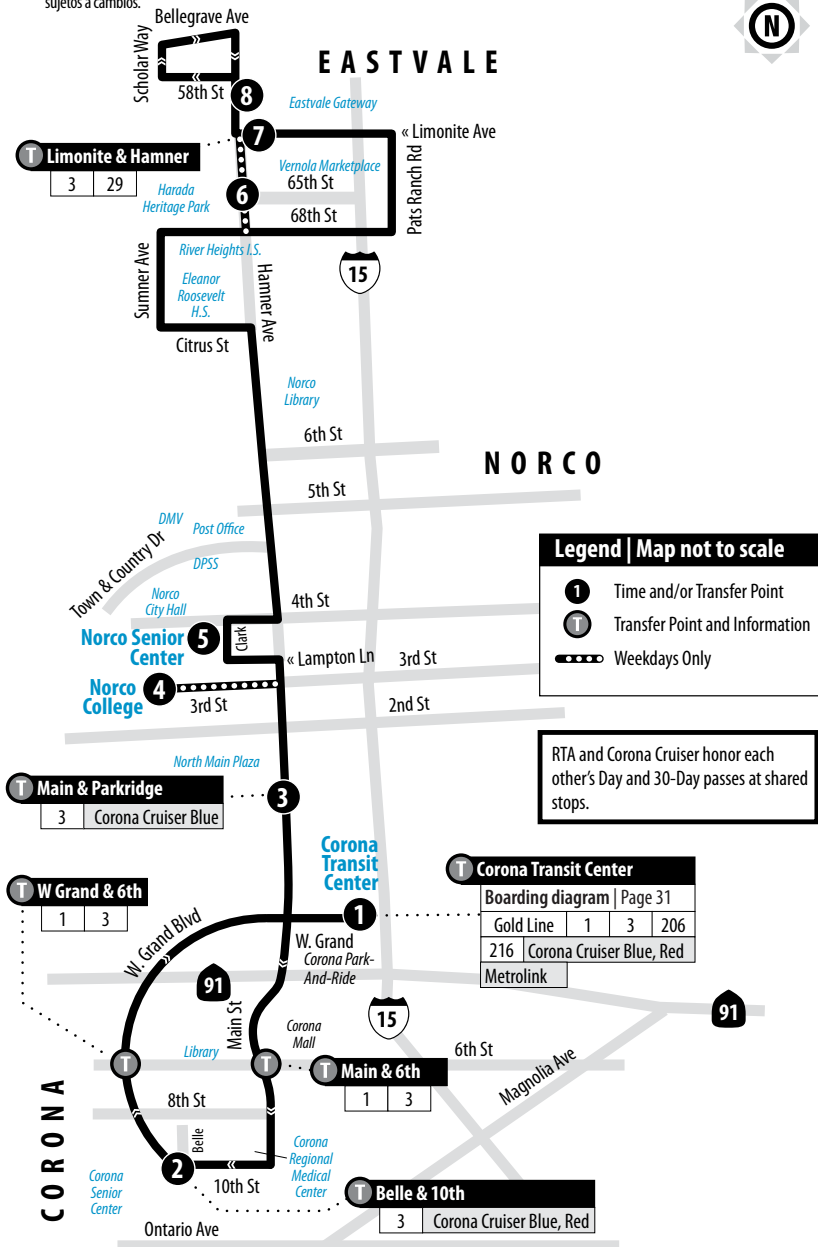 sujetos a cambios.
Bellegrave Ave
N
EASTVALE
Scholar Way
58th St
8
Eastvale Gateway
7
« Limonite Ave
T Limonite & Hamner
3 29
Vernola Marketplace
65th St
Pats Ranch Rd
Harada
Heritage Park
6
68th St
Sumner Ave
River Heights I.S.
Hamner Ave
15
Eleanor
Roosevelt
H.S.
Citrus St
Norco
Library
6th St
NORCO
5th St
DMV
Post Office
Town & Country Dr
DPSS
Legend | Map not to scale
1 Time and/or Transfer Point
T Transfer Point and Information
Weekdays Only
Norco
City Hall
4th St
Norco Senior
Center
5
Clark
« Lampton Ln
3rd St
Norco
College
4
3rd St
2nd St
RTA and Corona Cruiser honor each
other's Day and 30-Day passes at shared
stops.
North Main Plaza
T Main & Parkridge
3 Corona Cruiser Blue
3
Corona
Transit
Center
1
T Corona Transit Center
Boarding diagram | Page 31
Gold Line 1 3 206
216 Corona Cruiser Blue, Red
Metrolink
T W Grand & 6th
1 3
W. Grand Blvd
W. Grand
Corona Park-
And-Ride
91
Main St
15
91
Corona
Mall
Library
T
T
6th St
Magnolia Ave
T Main & 6th
1 3
CORONA
8th St
Belle
2
10th St
Corona
Regional
Medical
Center
Corona
Senior
Center
T Belle & 10th
3 Corona Cruiser Blue, Red
Ontario Ave